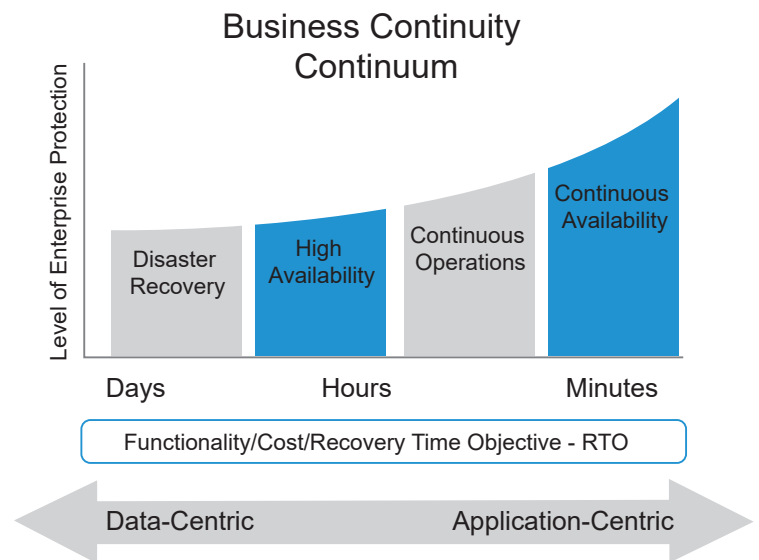 Business Continuity
Continuum
Level of Enterprise Protection
Disaster
Recovery
High
Availability
Continuous
Operations
Continuous
Availability
Days
Hours
Minutes
Functionality/Cost/Recovery Time Objective - RTO
Data-Centric
Application-Centric